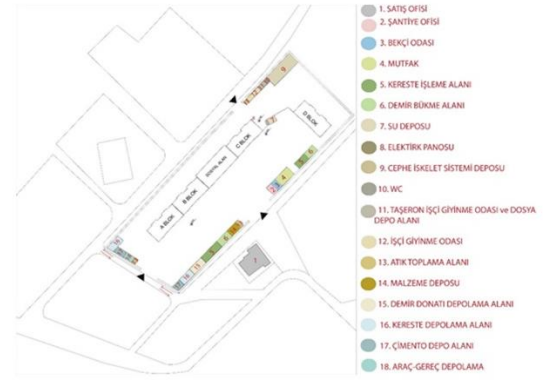 1. SATIŞ OFİSİ
2. ŞANTİYE OFİSİ
3. BEKÇİ ODASI
4. MUTFAK
5. KERESTE İŞLEME ALANI
6. DEMİR BÜKME ALANI
7. SU DEPOSU
8. ELEKTİRK PANOSU
9. CEPHE İSKELET SİSTEMİ DEPOSU
10. WC
11. TAŞERON İŞÇİ GİYİNME ODASI ve DOSYA
DEPO ALANI
12. İŞÇİ GİYİNME ODASI
13. ATIK TOPLAMA ALANI
14. MALZEME DEPOSU
15. DEMİR DONATI DEPOLAMA ALANI
16. KERESTE DEPOLAMA ALANI
17. ÇİMENTO DEPO ALANI
18. ARAÇ-GEREÇ DEPOLAMA
9
D BLOK
C BLOK
SOSYAL ALAN
B BLOK
A BLOK
4